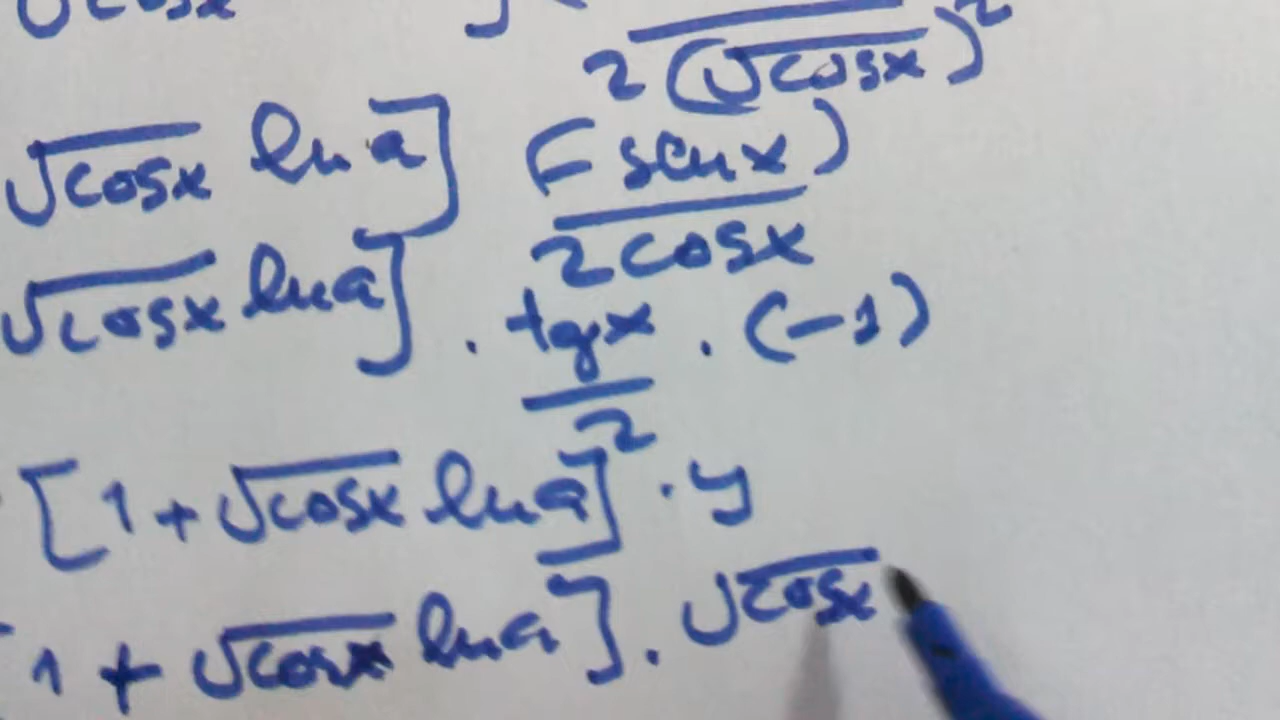 √cosx ] 2(√cosx)²
√cosx lna] (-senx)
2cosx
√cosx lna] . tgx . (-1)
2
[1+√cosx lna] . y
1 + √cosx lna] . √cosx